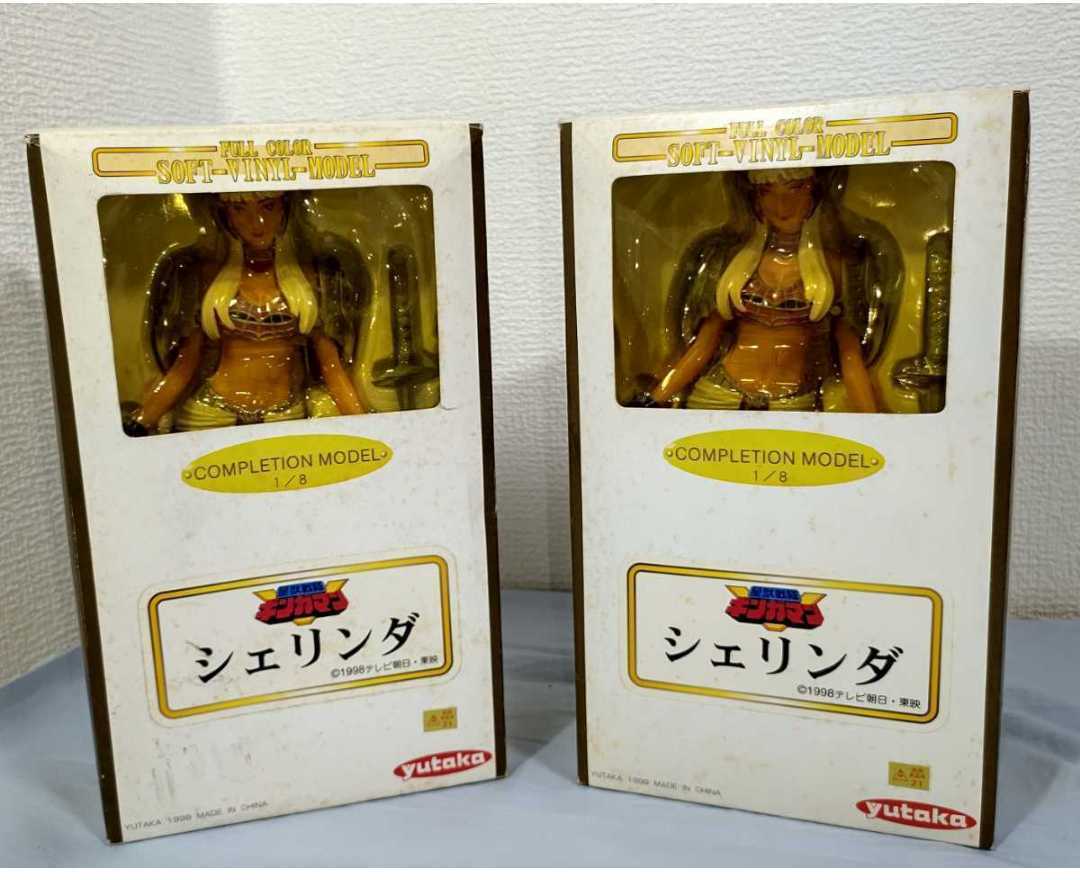 FULL COLOR
SOFT-VINYL-MODEL
COMPLETION MODEL
1/8
星獣戦隊
ギンガマン
シェリンダ
©1998テレビ朝日・東映
yutaka
YUTAKA 1998 MADE IN CHINA
FULL COLOR
SOFT-VINYL-MODEL
COMPLETION MODEL
1/8
星獣戦隊
ギンガマン
シェリンダ
©1998テレビ朝日・東映
21
YUTAKA 1998 MADE IN CHINA
yutaka